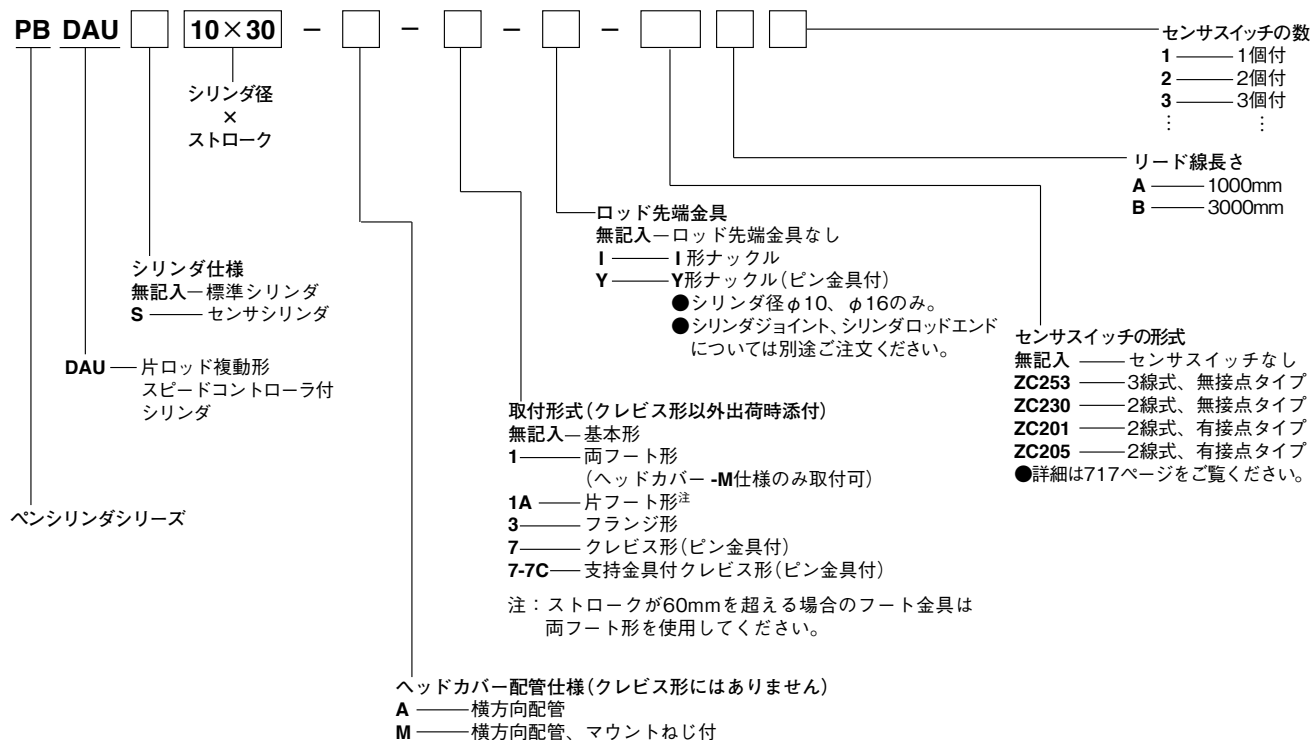 PB DAU 10×30 － － － －
センサスイッチの数
1 1個付
2 2個付
3 3個付
⋮ ⋮
リード線長さ
A 1000mm
B 3000mm
センサスイッチの形式
無記入 センサスイッチなし
ZC253 3線式、無接点タイプ
ZC230 2線式、無接点タイプ
ZC201 2線式、有接点タイプ
ZC205 2線式、有接点タイプ
●詳細は717ページをご覧ください。
ロッド先端金具
無記入 ロッド先端金具なし
I I形ナックル
Y Y形ナックル(ピン金具付)
●シリンダ径φ10、φ16のみ。
●シリンダジョイント、シリンダロッドエンド
については別途ご注文ください。
取付形式(クレビス形以外出荷時添付)
無記入 基本形
1 両フート形
(ヘッドカバー -M仕様のみ取付可)
1A 片フート形注
3 フランジ形
7 クレビス形(ピン金具付)
7-7C 支持金具付クレビス形(ピン金具付)
注：ストロークが60mmを超える場合のフート金具は
両フート形を使用してください。
ヘッドカバー配管仕様(クレビス形にはありません)
A 横方向配管
M 横方向配管、マウントねじ付
シリンダ径
×
ストローク
シリンダ仕様
無記入 標準シリンダ
S センサシリンダ
DAU 片ロッド複動形
スピードコントローラ付
シリンダ
ペンシリンダシリーズ